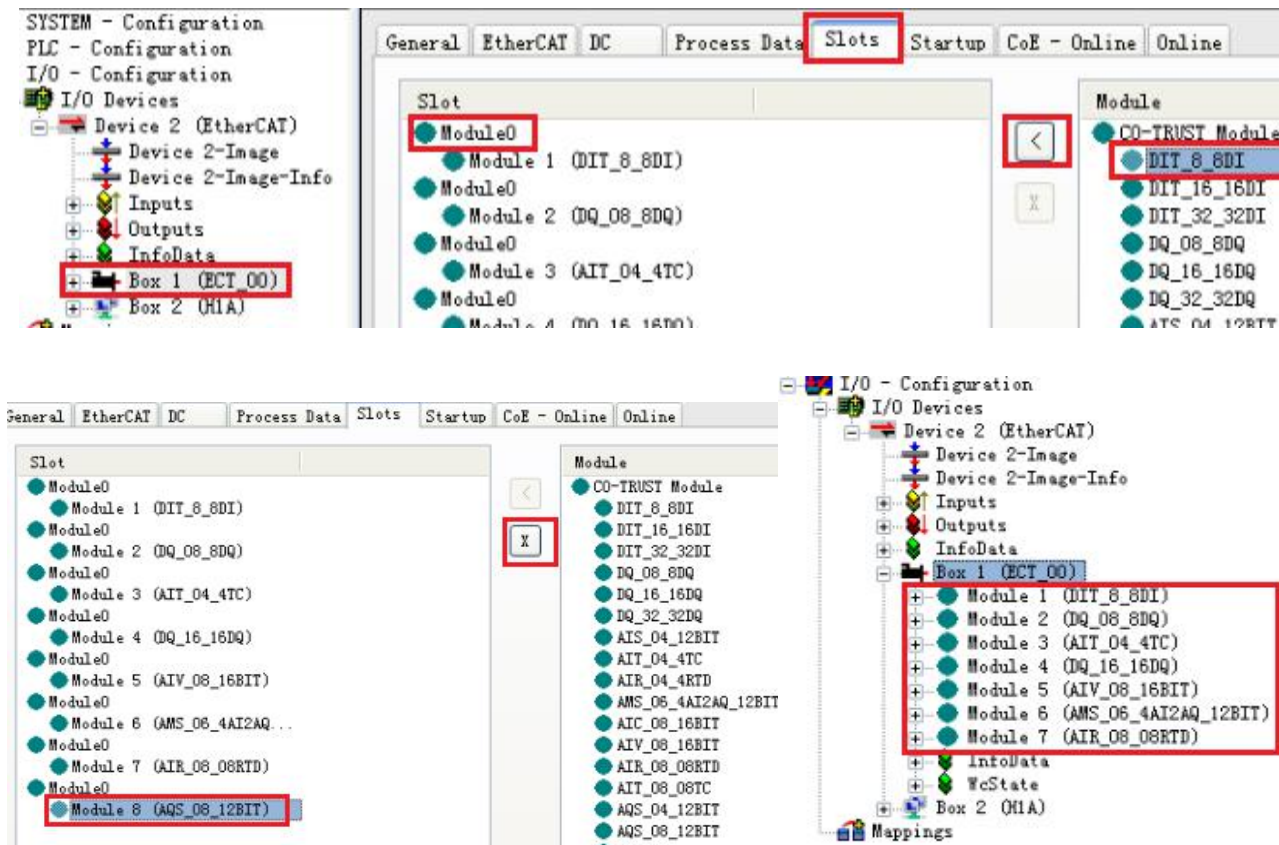 SYSTEM - Configuration
PLC - Configuration
I/O - Configuration
I/O Devices
Device 2 (EtherCAT)
Device 2-Image
Device 2-Image-Info
Inputs
Outputs
InfoData
Box 1 (ECT_00)
Box 2 (H1A)
General EtherCAT DC Process Data Slots Startup CoE - Online Online
Slot
Module0
Module 1 (DIT_8_8DI)
Module0
Module 2 (DQ_08_8DQ)
Module0
Module 3 (AIT_04_4TC)
Module0
Module 4 (DQ_16_16DQ)
<
X
Module
CO-TRUST Module
DIT_8_8DI
DIT_16_16DI
DIT_32_32DI
DQ_08_8DQ
DQ_16_16DQ
DQ_32_32DQ
AIS_04_12BIT
General EtherCAT DC Process Data Slots Startup CoE - Online Online
Slot
Module0
Module 1 (DIT_8_8DI)
Module0
Module 2 (DQ_08_8DQ)
Module0
Module 3 (AIT_04_4TC)
Module0
Module 4 (DQ_16_16DQ)
Module0
Module 5 (AIV_08_16BIT)
Module0
Module 6 (AMS_06_4AI2AQ...
Module0
Module 7 (AIR_08_08RTD)
Module0
Module 8 (AQS_08_12BIT)
<
X
Module
CO-TRUST Module
DIT_8_8DI
DIT_16_16DI
DIT_32_32DI
DQ_08_8DQ
DQ_16_16DQ
DQ_32_32DQ
AIS_04_12BIT
AIT_04_4TC
AIR_04_4RTD
AMS_06_4AI2AQ_12BIT
AIC_08_16BIT
AIV_08_16BIT
AIR_08_08RTD
AIT_08_08TC
AQS_04_12BIT
AQS_08_12BIT
I/O - Configuration
I/O Devices
Device 2 (EtherCAT)
Device 2-Image
Device 2-Image-Info
Inputs
Outputs
InfoData
Box 1 (ECT_00)
Module 1 (DIT_8_8DI)
Module 2 (DQ_08_8DQ)
Module 3 (AIT_04_4TC)
Module 4 (DQ_16_16DQ)
Module 5 (AIV_08_16BIT)
Module 6 (AMS_06_4AI2AQ_12BIT)
Module 7 (AIR_08_08RTD)
InfoData
WcState
Box 2 (H1A)
Mappings